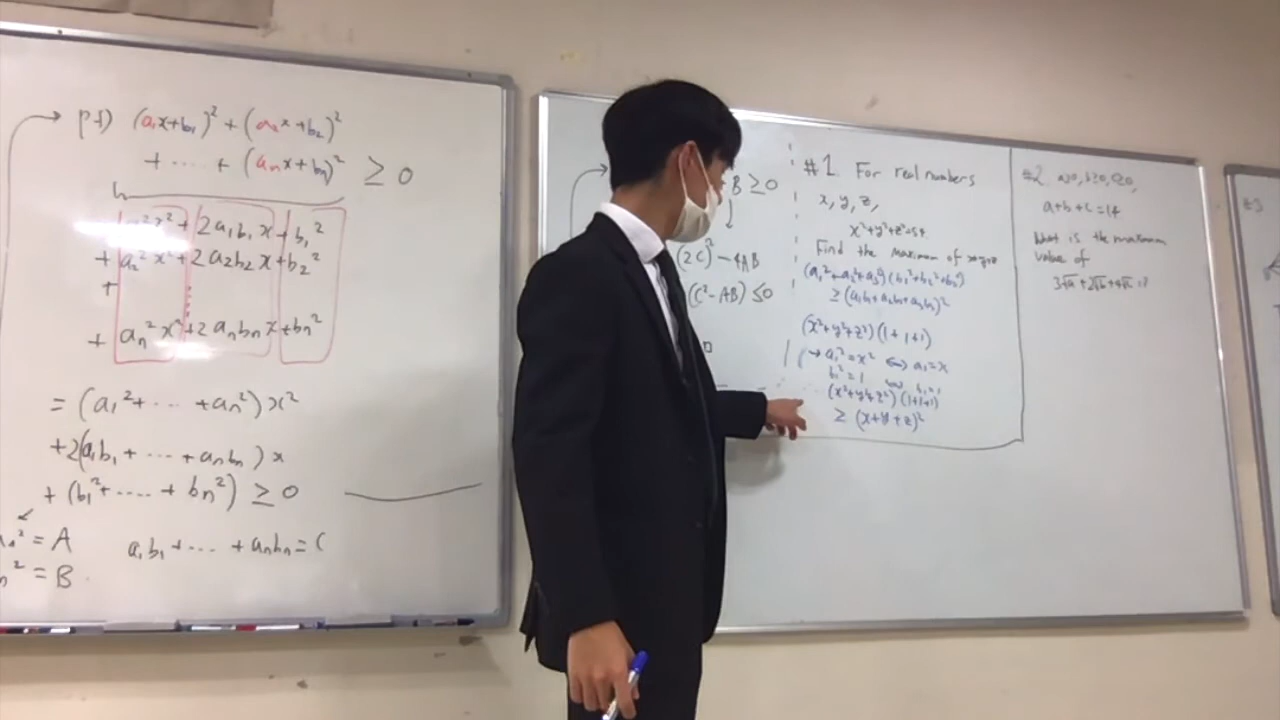 pf) (a₁x+b₁)² + (a₂x+b₂)²
+ ..... + (aₙx+bₙ)² ≥ 0
a₁²x² + 2a₁b₁x + b₁²
+ a₂²x² + 2a₂b₂x + b₂²
+
+ aₙ²x² + 2aₙbₙx + bₙ²
= (a₁²+ ... +aₙ²)x²
+2(a₁b₁ + ... + aₙbₙ)x
+ (b₁²+ .... + bₙ²) ≥ 0
² = A
a₁b₁ + ... + aₙbₙ = C
² = B
B ≥ 0
(2C)² - 4AB
(C² - AB) ≤ 0
#1. For real numbers
x, y, z,
x²+y²+z²=54.
Find the maximum of x+y+z
(a₁²+a₂²+a₃²)(b₁²+b₂²+b₃²)
≥ (a₁b₁+a₂b₂+a₃b₃)²
(x²+y²+z²)(1+1+1)
→ a₁²=x² ⟺ a₁=x
b₁²=1 ⟺ b₁=1
(x²+y²+z²)(1+1+1)
≥ (x+y+z)²
#2. a≥0, b≥0, c≥0,
a+b+c=14
What is the maximum
value of
#3